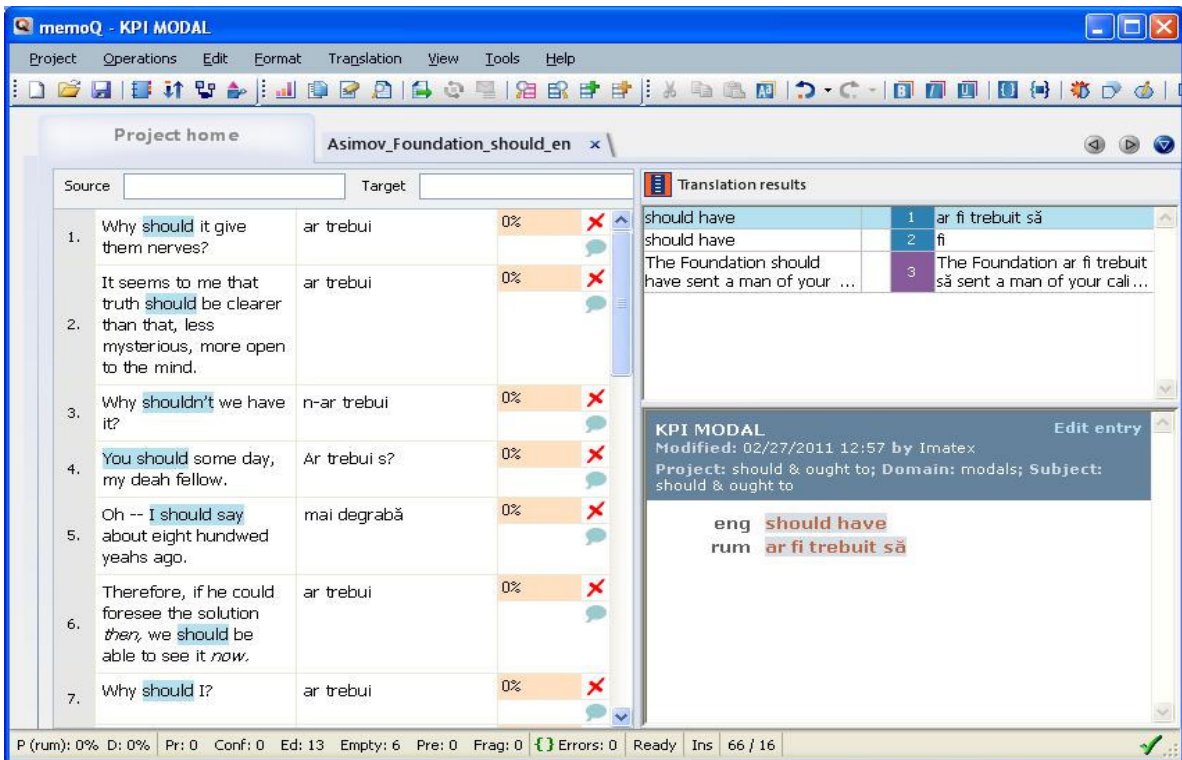 memoQ - KPI MODAL
Project Operations Edit Format Translation View Tools Help
Project home
Asimov_Foundation_should_en x
Source Target
1. Why should it give them nerves? ar trebui 0%
2. It seems to me that truth should be clearer than that, less mysterious, more open to the mind. ar trebui 0%
3. Why shouldn't we have it? n-ar trebui 0%
4. You should some day, my deah fellow. Ar trebui s? 0%
5. Oh -- I should say about eight hundwed yeahs ago. mai degrabă 0%
6. Therefore, if he could foresee the solution then, we should be able to see it now. ar trebui 0%
7. Why should I? ar trebui 0%
Translation results
should have 1 ar fi trebuit să
should have 2 fi
The Foundation should have sent a man of your ... 3 The Foundation ar fi trebuit să sent a man of your cali...
KPI MODAL Edit entry
Modified: 02/27/2011 12:57 by Imatex
Project: should & ought to; Domain: modals; Subject:
should & ought to
eng should have
rum ar fi trebuit să
P (rum): 0% D: 0% Pr: 0 Conf: 0 Ed: 13 Empty: 6 Pre: 0 Frag: 0 {} Errors: 0 Ready Ins 66 / 16